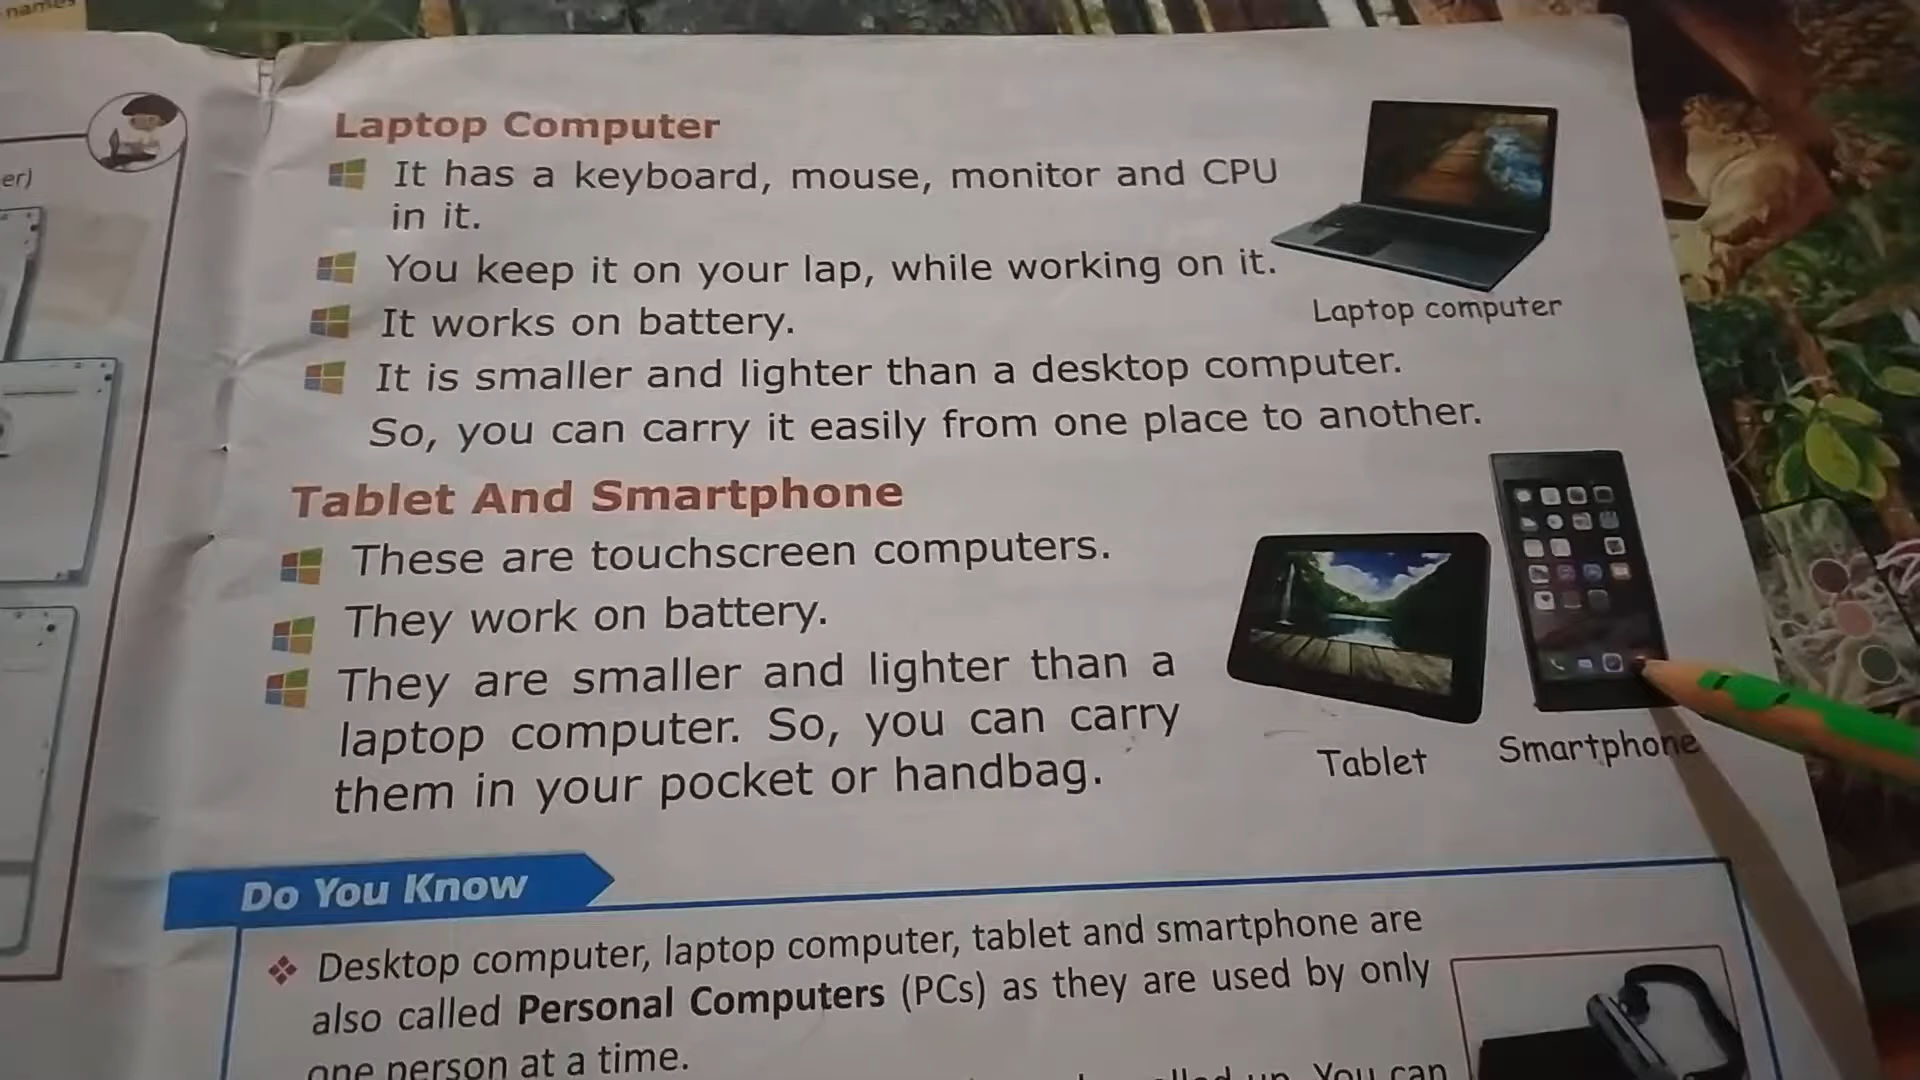 names
er)
Laptop Computer
It has a keyboard, mouse, monitor and CPU
in it.
You keep it on your lap, while working on it.
It works on battery.
Laptop computer
It is smaller and lighter than a desktop computer.
So, you can carry it easily from one place to another.
Tablet And Smartphone
These are touchscreen computers.
They work on battery.
They are smaller and lighter than a
laptop computer. So, you can carry
them in your pocket or handbag.
Tablet
Smartphone
Do You Know
Desktop computer, laptop computer, tablet and smartphone are
also called Personal Computers (PCs) as they are used by only
one person at a time.
up. You can